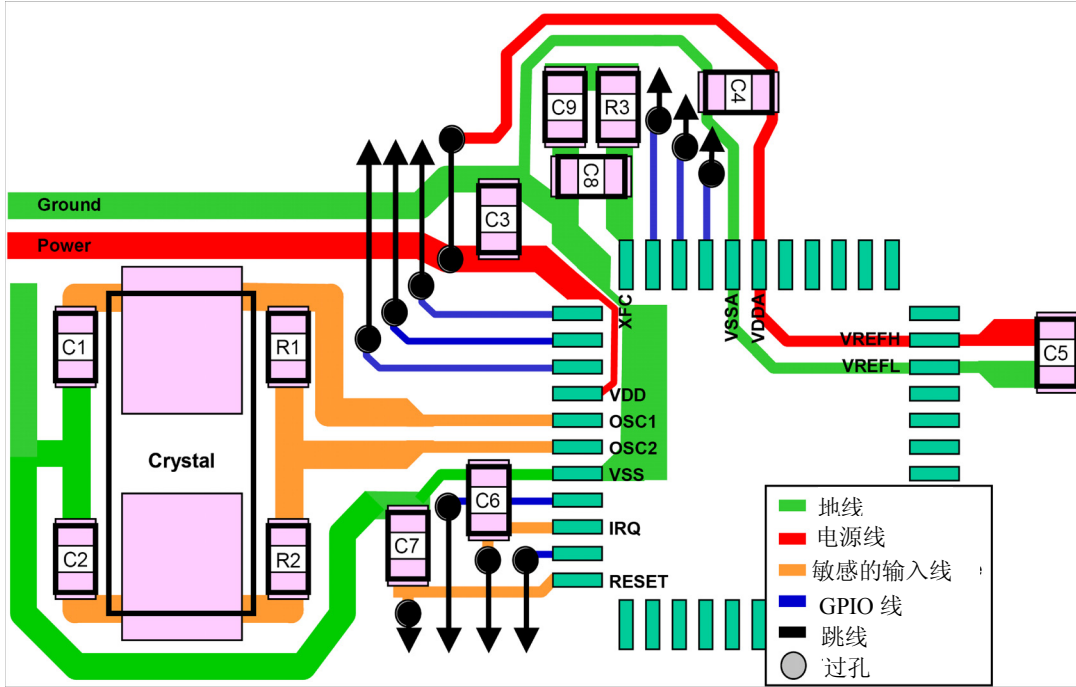 C9
R3
C4
C8
Ground
C3
Power
XFC
VSSA
VDDA
C1
R1
VREFH
C5
VREFL
VDD
OSC1
Crystal
OSC2
VSS
C6
地线
IRQ
电源线
C2
R2
C7
敏感的输入线
RESET
GPIO 线
跳线
过孔